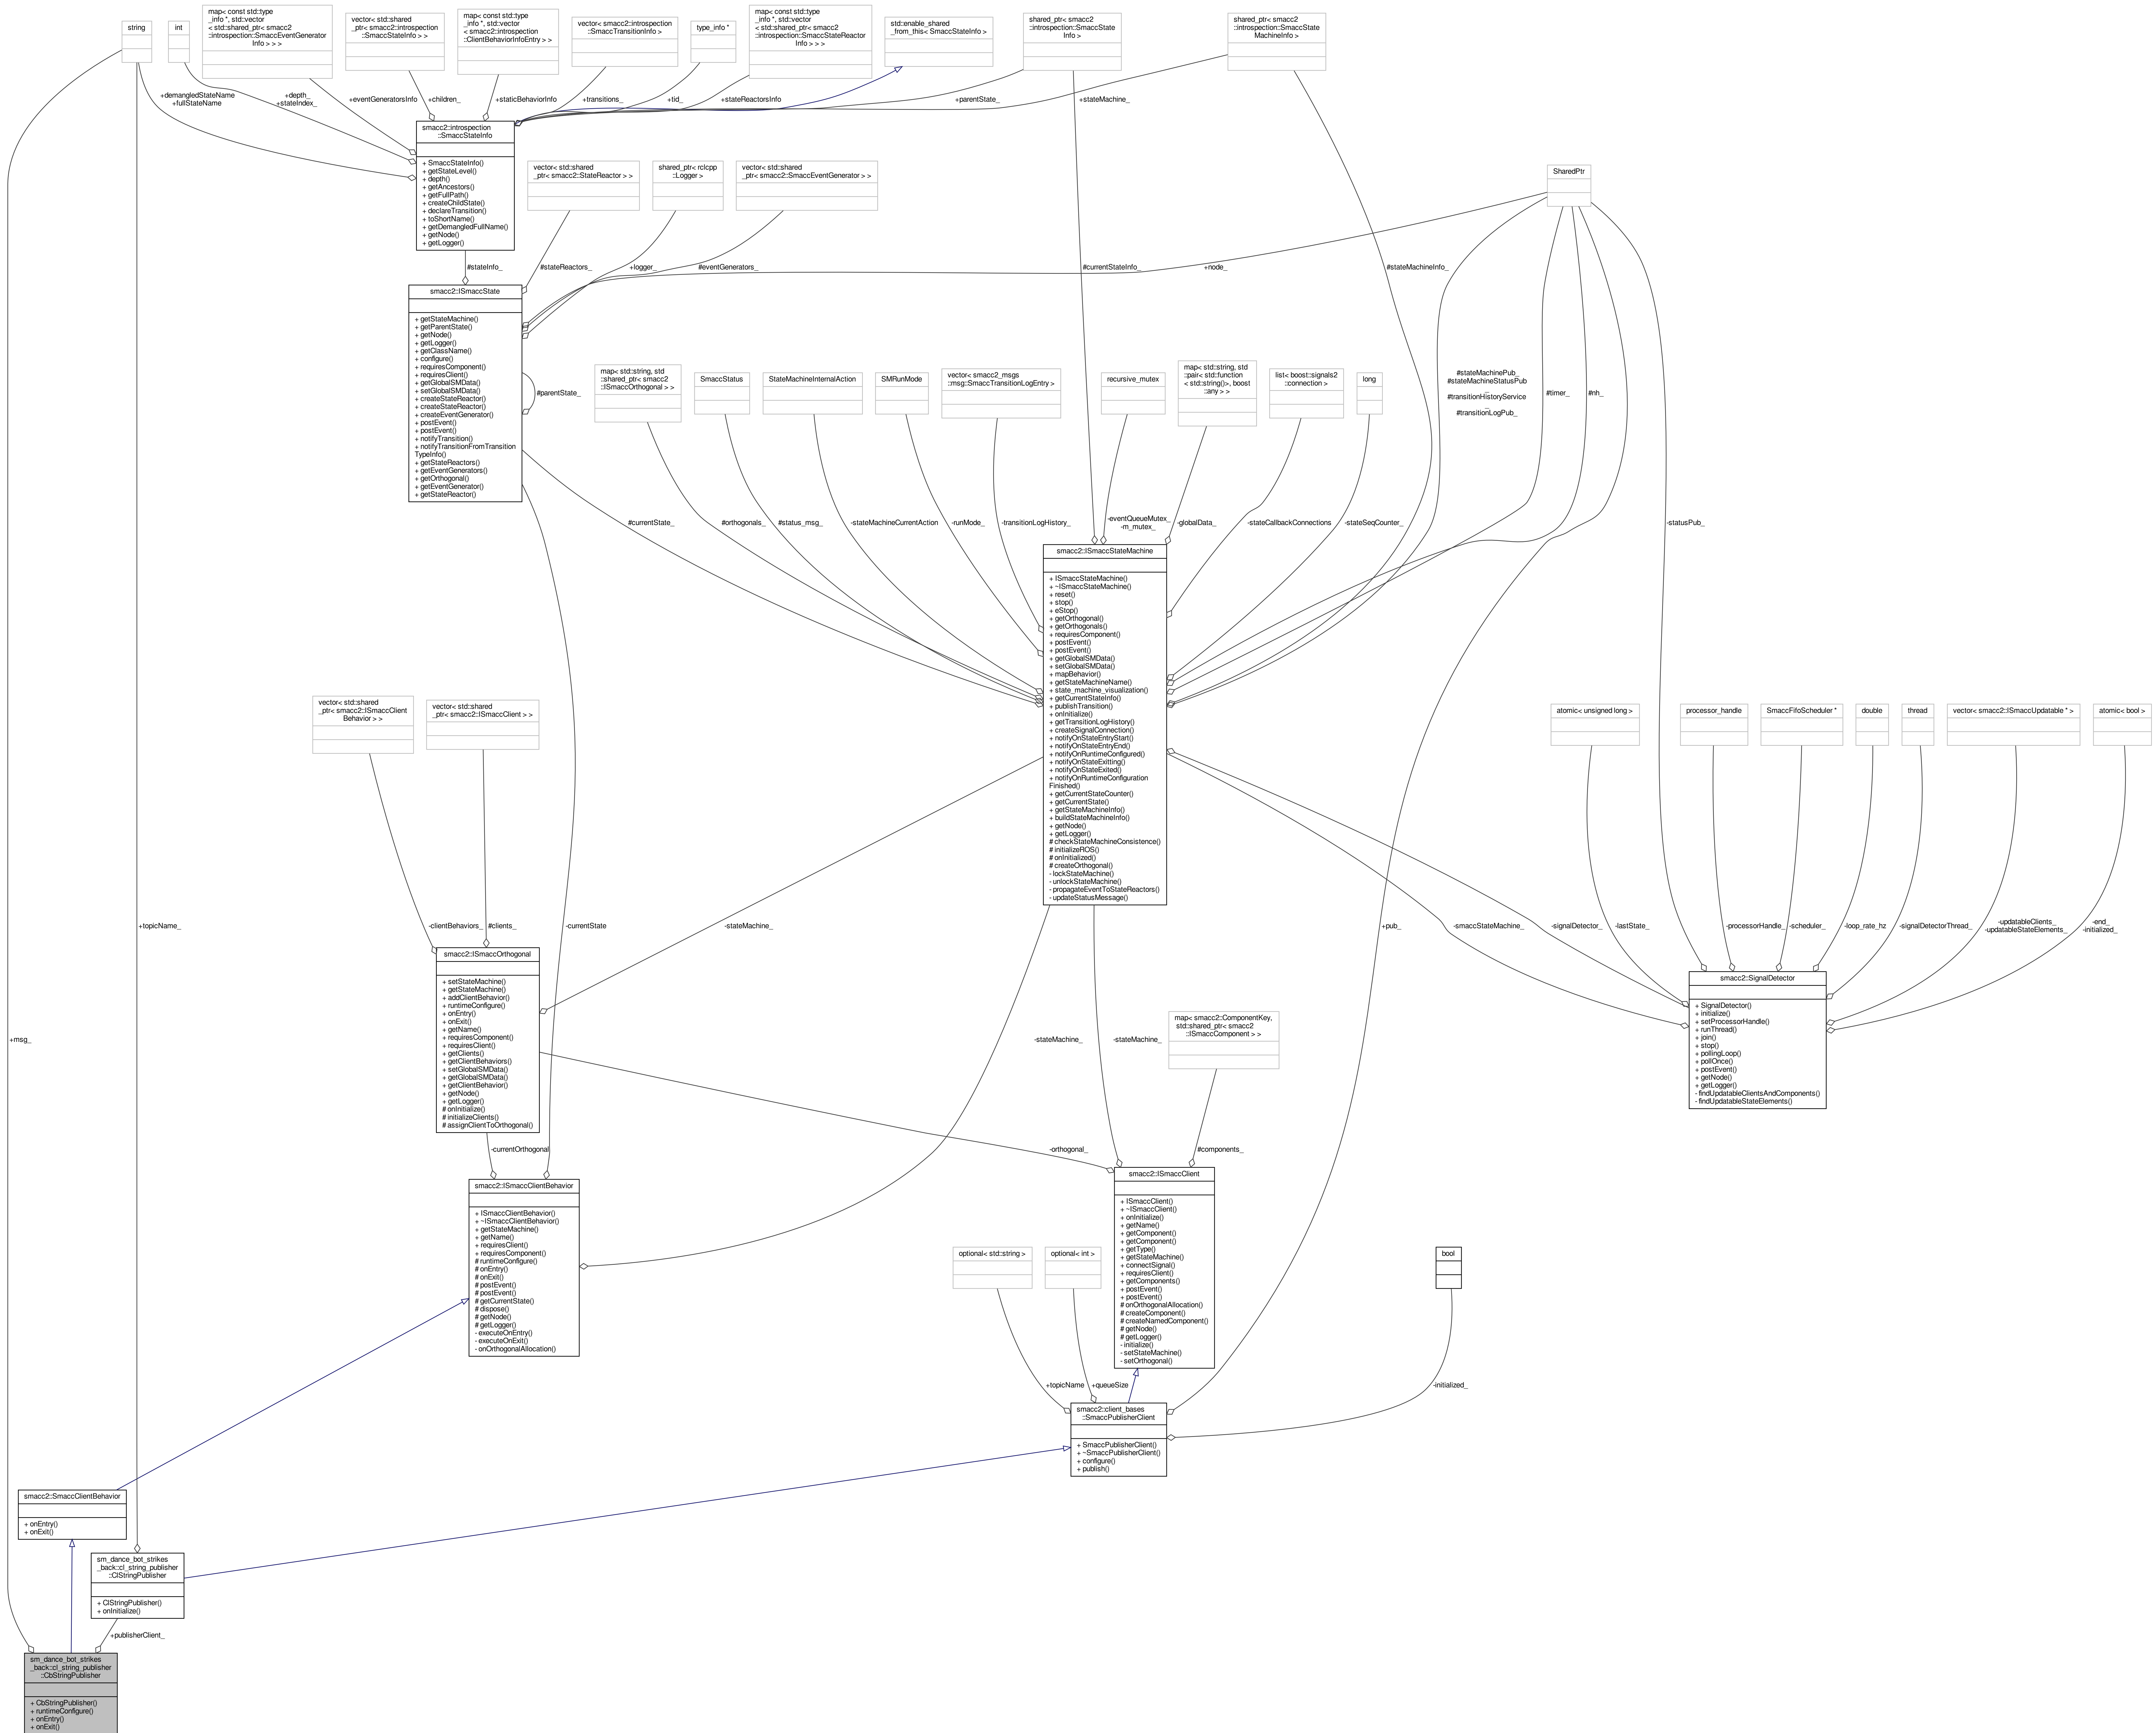 string
int
map< const std::type
_info *, std::vector
< std::shared_ptr< smacc2
::introspection::SmaccEventGenerator
Info > > >
vector< std::shared
_ptr< smacc2::introspection
::SmaccStateInfo > >
map< const std::type
_info *, std::vector
< smacc2::introspection
::ClientBehaviorInfoEntry > >
vector< smacc2::introspection
::SmaccTransitionInfo >
type_info *
map< const std::type
_info *, std::vector
< std::shared_ptr< smacc2
::introspection::SmaccStateReactor
Info > > >
std::enable_shared
_from_this< SmaccStateInfo >
shared_ptr< smacc2
::introspection::SmaccState
Info >
shared_ptr< smacc2
::introspection::SmaccState
MachineInfo >
+demangledStateName
+fullStateName
+depth_
+stateIndex_
+eventGeneratorsInfo
+children_
+staticBehaviorInfo
+transitions_
+tid_
+stateReactorsInfo
+parentState_
+stateMachine_
smacc2::introspection
::SmaccStateInfo
+ SmaccStateInfo()
+ getStateLevel()
+ depth()
+ getAncestors()
+ getFullPath()
+ createChildState()
+ declareTransition()
+ toShortName()
+ getDemangledFullName()
+ getNode()
+ getLogger()
vector< std::shared
_ptr< smacc2::StateReactor > >
shared_ptr< rclcpp
::Logger >
vector< std::shared
_ptr< smacc2::SmaccEventGenerator > >
SharedPtr
#stateInfo_
#stateReactors_
+logger_
#eventGenerators_
#currentStateInfo_
+node_
#stateMachineInfo_
smacc2::ISmaccState
+ getStateMachine()
+ getParentState()
+ getNode()
+ getLogger()
+ getClassName()
+ configure()
+ requiresComponent()
+ requiresClient()
+ getGlobalSMData()
+ setGlobalSMData()
+ createStateReactor()
+ createStateReactor()
+ createEventGenerator()
+ postEvent()
+ postEvent()
+ notifyTransition()
+ notifyTransitionFromTransition
TypeInfo()
+ getStateReactors()
+ getEventGenerators()
+ getOrthogonal()
+ getEventGenerator()
+ getStateReactor()
#parentState_
map< std::string, std
::shared_ptr< smacc2
::ISmaccOrthogonal > >
SmaccStatus
StateMachineInternalAction
SMRunMode
vector< smacc2_msgs
::msg::SmaccTransitionLogEntry >
recursive_mutex
map< std::string, std
::pair< std::function
< std::string()>, boost
::any > >
list< boost::signals2
::connection >
long
#stateMachinePub_
#stateMachineStatusPub
_
#transitionHistoryService
_
#transitionLogPub_
#timer_
#nh_
#currentState_
#orthogonals_
#status_msg_
-stateMachineCurrentAction
-runMode_
-transitionLogHistory_
-eventQueueMutex_
-m_mutex_
-globalData_
-stateCallbackConnections
-stateSeqCounter_
-statusPub_
smacc2::ISmaccStateMachine
+ ISmaccStateMachine()
+ ~ISmaccStateMachine()
+ reset()
+ stop()
+ eStop()
+ getOrthogonal()
+ getOrthogonals()
+ requiresComponent()
+ postEvent()
+ postEvent()
+ getGlobalSMData()
+ setGlobalSMData()
+ mapBehavior()
+ getStateMachineName()
+ state_machine_visualization()
+ getCurrentStateInfo()
+ publishTransition()
+ onInitialize()
+ getTransitionLogHistory()
+ createSignalConnection()
+ notifyOnStateEntryStart()
+ notifyOnStateEntryEnd()
+ notifyOnRuntimeConfigured()
+ notifyOnStateExitting()
+ notifyOnStateExited()
+ notifyOnRuntimeConfiguration
Finished()
+ getCurrentStateCounter()
+ getCurrentState()
+ getStateMachineInfo()
+ buildStateMachineInfo()
+ getNode()
+ getLogger()
# checkStateMachineConsistence()
# initializeROS()
# onInitialized()
# createOrthogonal()
- lockStateMachine()
- unlockStateMachine()
- propagateEventToStateReactors()
- updateStatusMessage()
vector< std::shared
_ptr< smacc2::ISmaccClient
Behavior > >
vector< std::shared
_ptr< smacc2::ISmaccClient > >
atomic< unsigned long >
processor_handle
SmaccFifoScheduler *
double
thread
vector< smacc2::ISmaccUpdatable * >
atomic< bool >
+topicName_
-clientBehaviors_
#clients_
-currentState
-stateMachine_
+pub_
-smaccStateMachine_
-signalDetector_
-lastState_
-processorHandle_
-scheduler_
-loop_rate_hz
-signalDetectorThread_
-updatableClients_
-updatableStateElements_
-end_
-initialized_
smacc2::ISmaccOrthogonal
+ setStateMachine()
+ getStateMachine()
+ addClientBehavior()
+ runtimeConfigure()
+ onEntry()
+ onExit()
+ getName()
+ requiresComponent()
+ requiresClient()
+ getClients()
+ getClientBehaviors()
+ setGlobalSMData()
+ getGlobalSMData()
+ getClientBehavior()
+ getNode()
+ getLogger()
# onInitialize()
# initializeClients()
# assignClientToOrthogonal()
smacc2::SignalDetector
+ SignalDetector()
+ initialize()
+ setProcessorHandle()
+ runThread()
+ join()
+ stop()
+ pollingLoop()
+ pollOnce()
+ postEvent()
+ getNode()
+ getLogger()
- findUpdatableClientsAndComponents()
- findUpdatableStateElements()
+msg_
-stateMachine_
-stateMachine_
map< smacc2::ComponentKey,
std::shared_ptr< smacc2
::ISmaccComponent > >
-currentOrthogonal
-orthogonal_
#components_
smacc2::ISmaccClientBehavior
+ ISmaccClientBehavior()
+ ~ISmaccClientBehavior()
+ getStateMachine()
+ getName()
+ requiresClient()
+ requiresComponent()
# runtimeConfigure()
# onEntry()
# onExit()
# postEvent()
# postEvent()
# getCurrentState()
# dispose()
# getNode()
# getLogger()
- executeOnEntry()
- executeOnExit()
- onOrthogonalAllocation()
smacc2::ISmaccClient
+ ISmaccClient()
+ ~ISmaccClient()
+ onInitialize()
+ getName()
+ getComponent()
+ getComponent()
+ getType()
+ getStateMachine()
+ connectSignal()
+ requiresClient()
+ getComponents()
+ postEvent()
+ postEvent()
# onOrthogonalAllocation()
# createComponent()
# createNamedComponent()
# getNode()
# getLogger()
- initialize()
- setStateMachine()
- setOrthogonal()
optional< std::string >
optional< int >
bool
+topicName
+queueSize
-initialized_
smacc2::client_bases
::SmaccPublisherClient
+ SmaccPublisherClient()
+ ~SmaccPublisherClient()
+ configure()
+ publish()
smacc2::SmaccClientBehavior
+ onEntry()
+ onExit()
sm_dance_bot_strikes
_back::cl_string_publisher
::ClStringPublisher
+ ClStringPublisher()
+ onInitialize()
+publisherClient_
sm_dance_bot_strikes
_back::cl_string_publisher
::CbStringPublisher
+ CbStringPublisher()
+ runtimeConfigure()
+ onEntry()
+ onExit()